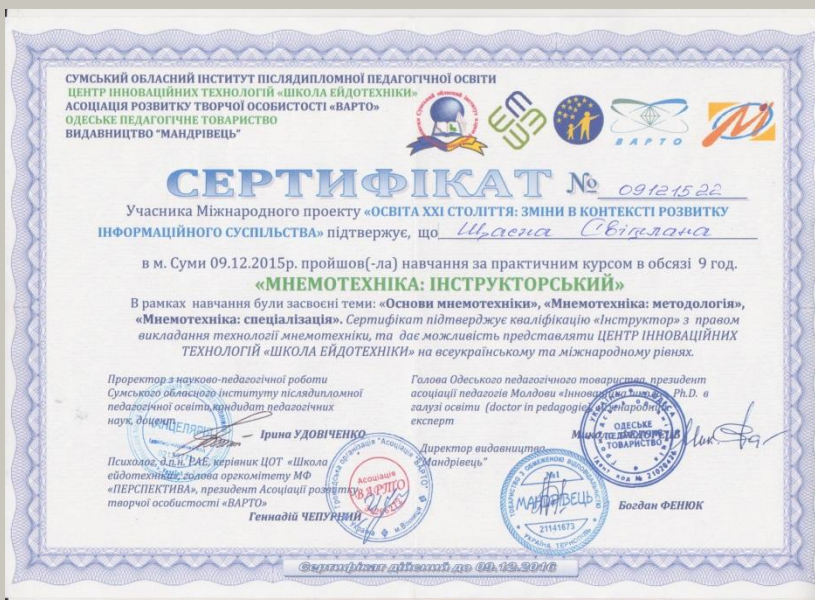 СУМСЬКИЙ ОБЛАСНИЙ ІНСТИТУТ ПІСЛЯДИПЛОМНОЇ ПЕДАГОГІЧНОЇ ОСВІТИ
ЦЕНТР ІННОВАЦІЙНИХ ТЕХНОЛОГІЙ «ШКОЛА ЕЙДОТЕХНІКИ»
АСОЦІАЦІЯ РОЗВИТКУ ТВОРЧОЇ ОСОБИСТОСТІ «ВАРТО»
ОДЕСЬКЕ ПЕДАГОГІЧНЕ ТОВАРИСТВО
ВИДАВНИЦТВО "МАНДРІВЕЦЬ"
ВАРТО
СЕРТИФІКАТ № 09121522
Учасника Міжнародного проекту «ОСВІТА ХХІ СТОЛІТТЯ: ЗМІНИ В КОНТЕКСТІ РОЗВИТКУ
ІНФОРМАЦІЙНОГО СУСПІЛЬСТВА» підтвержує, що Щасна Світлана
в м. Суми 09.12.2015р. пройшов(-ла) навчання за практичним курсом в обсязі 9 год.
«МНЕМОТЕХНІКА: ІНСТРУКТОРСЬКИЙ»
В рамках навчання були засвоєні теми: «Основи мнемотехніки», «Мнемотехніка: методологія»,
«Мнемотехніка: спеціалізація». Сертифікат підтверджує кваліфікацію «Інструктор» з правом
викладання технології мнемотехніки, та дає можливість представляти ЦЕНТР ІННОВАЦІЙНИХ
ТЕХНОЛОГІЙ «ШКОЛА ЕЙДОТЕХНІКИ» на всеукраїнському та міжнародному рівнях.
Проректор з науково-педагогічної роботи
Сумського обласного інституту післядипломної
педагогічної освіти, кандидат педагогічних
наук, доцент
Ірина УДОВІЧЕНКО
Психолог, д.п.н. РАЕ, керівник ЦОТ «Школа
ейдотехніки», голова оргкомітету МФ
«ПЕРСПЕКТИВА», президент Асоціації розвитку
творчої особистості «ВАРТО»
Геннадій ЧЕПУРНИЙ
Голова Одеського педагогічного товариства, президент
асоціації педагогів Молдови Ph.D. в
галузі освіти (doctor in pedagogie),
експерт
Директор видавництва
"Мандрівець"
Богдан ФЕНЮК
КАНЦЕЛЯРІЯ
Асоціація
"ВАРТО"
ОДЕСЬКЕ
ПЕДАГОГІЧНЕ
ТОВАРИСТВО
№1
МАНДРІВЕЦЬ
21141673
Сертифікат дійсний до 09.12.2016